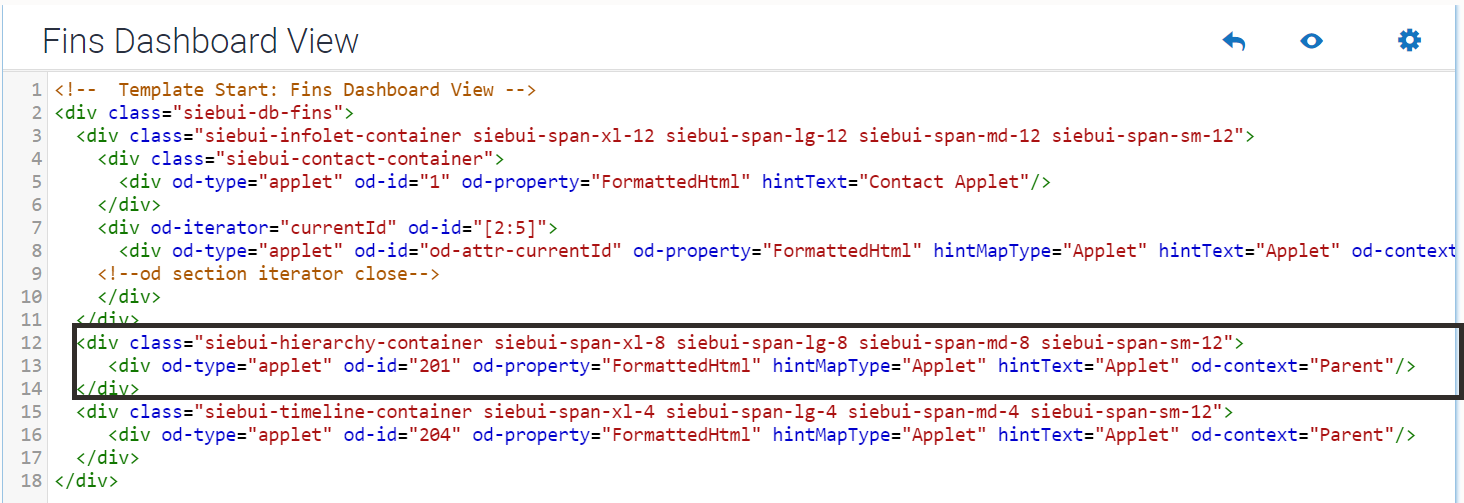 Fins Dashboard View
1 <!--  Template Start: Fins Dashboard View -->
2 <div class="siebui-db-fins">
3   <div class="siebui-infolet-container siebui-span-xl-12 siebui-span-lg-12 siebui-span-md-12 siebui-span-sm-12">
4     <div class="siebui-contact-container">
5       <div od-type="applet" od-id="1" od-property="FormattedHtml" hintText="Contact Applet"/>
6     </div>
7     <div od-iterator="currentId" od-id="[2:5]">
8       <div od-type="applet" od-id="od-attr-currentId" od-property="FormattedHtml" hintMapType="Applet" hintText="Applet" od-context
9     <!--od section iterator close-->
10     </div>
11   </div>
12   <div class="siebui-hierarchy-container siebui-span-xl-8 siebui-span-lg-8 siebui-span-md-8 siebui-span-sm-12">
13      <div od-type="applet" od-id="201" od-property="FormattedHtml" hintMapType="Applet" hintText="Applet" od-context="Parent"/>
14   </div>
15   <div class="siebui-timeline-container siebui-span-xl-4 siebui-span-lg-4 siebui-span-md-4 siebui-span-sm-12">
16      <div od-type="applet" od-id="204" od-property="FormattedHtml" hintMapType="Applet" hintText="Applet" od-context="Parent"/>
17   </div>
18 </div>